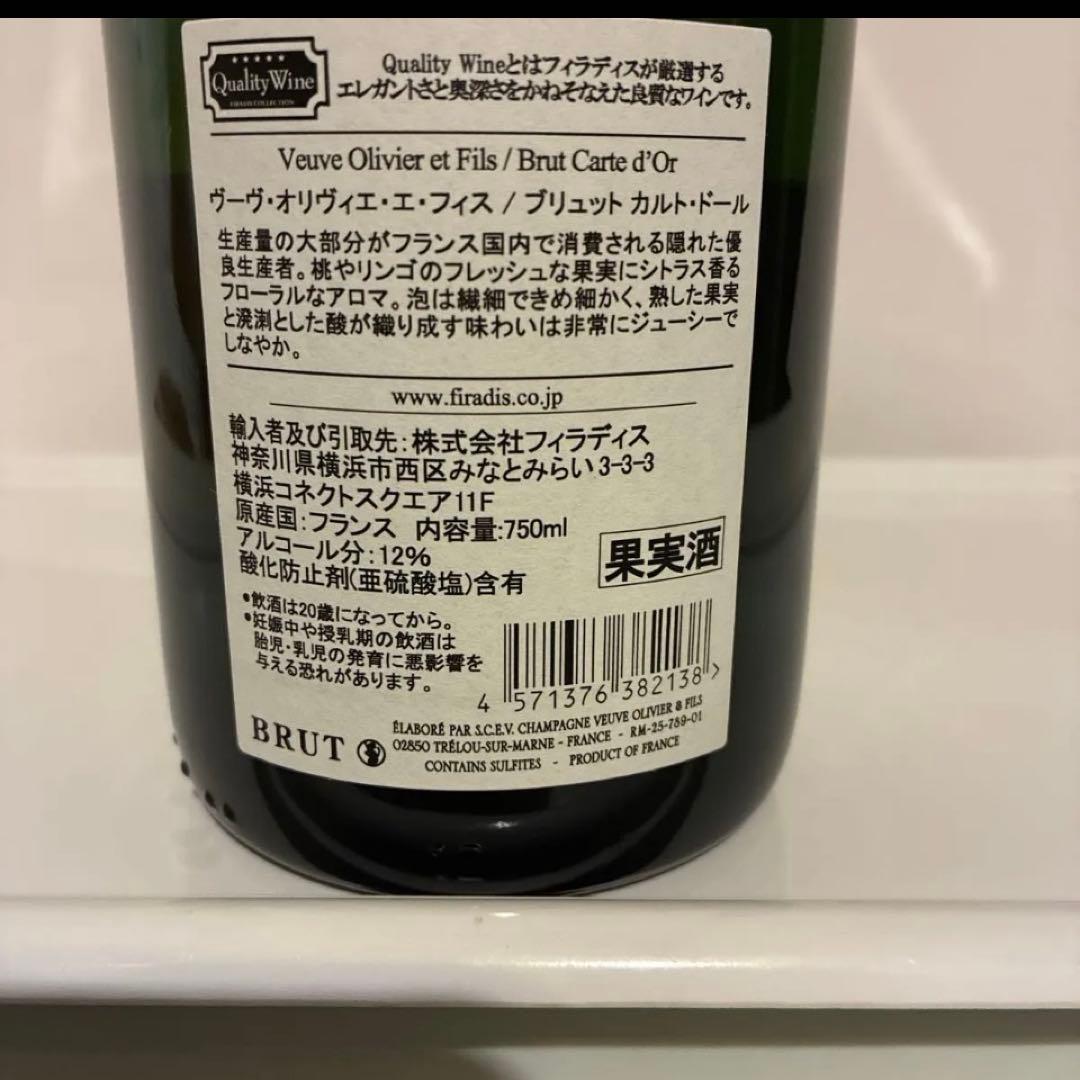 Quality Wine
FIRADIS COLLECTION
Quality Wineとはフィラディスが厳選する
エレガントさと奥深さをかねそなえた良質なワインです。
Veuve Olivier et Fils / Brut Carte d'Or
ヴーヴ・オリヴィエ・エ・フィス / ブリュット カルト・ドール
生産量の大部分がフランス国内で消費される隠れた優
良生産者。桃やリンゴのフレッシュな果実にシトラス香る
フローラルなアロマ。泡は繊細できめ細かく、熟した果実
と溌溂とした酸が織り成す味わいは非常にジューシーで
しなやか。
www.firadis.co.jp
輸入者及び引取先:株式会社フィラディス
神奈川県横浜市西区みなとみらい3-3-3
横浜コネクトスクエア11F
原産国:フランス 内容量:750ml
アルコール分:12%
酸化防止剤(亜硫酸塩)含有
果実酒
•飲酒は20歳になってから。
•妊娠中や授乳期の飲酒は
胎児・乳児の発育に悪影響を
与える恐れがあります。
4 571376 382138 >
BRUT
ÉLABORÉ PAR S.C.E.V. CHAMPAGNE VEUVE OLIVIER & FILS
02850 TRÉLOU-SUR-MARNE - FRANCE - RM-25-789-01
CONTAINS SULFITES - PRODUCT OF FRANCE